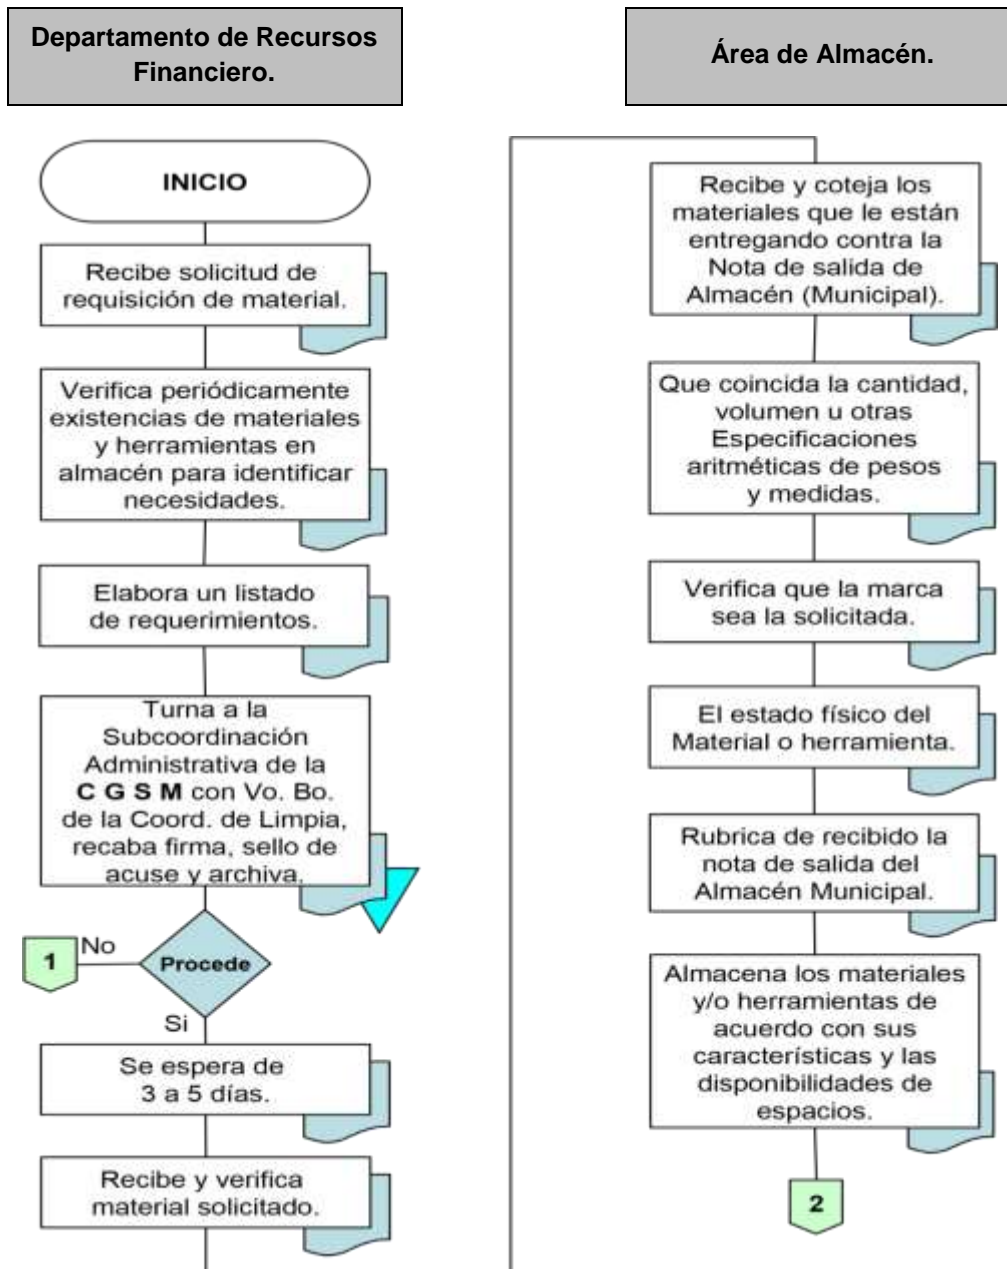 Departamento de Recursos
Financiero.
INICIO
Recibe solicitud de
requisición de material.
Verifica periódicamente
existencias de materiales
y herramientas en
almacén para identificar
necesidades.
Elabora un listado
de requerimientos.
Turna a la
Subcoordinación
Administrativa de la
C G S M con Vo. Bo.
de la Coord. de Limpia,
recaba firma, sello de
acuse y archiva.
Procede
No
1
Si
Se espera de
3 a 5 días.
Recibe y verifica
material solicitado.
Área de Almacén.
Recibe y coteja los
materiales que le están
entregando contra la
Nota de salida de
Almacén (Municipal).
Que coincida la cantidad,
volumen u otras
Especificaciones
aritméticas de pesos
y medidas.
Verifica que la marca
sea la solicitada.
El estado físico del
Material o herramienta.
Rubrica de recibido la
nota de salida del
Almacén Municipal.
Almacena los materiales
y/o herramientas de
acuerdo con sus
características y las
disponibilidades de
espacios.
2